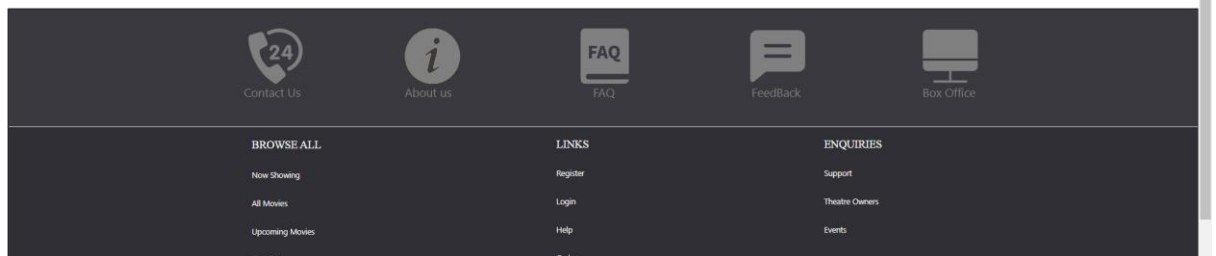 24
i
FAQ
Contact Us
About us
FAQ
FeedBack
Box Office
BROWSE ALL
LINKS
ENQUIRIES
Now Showing
Register
Support
All Movies
Login
Theatre Owners
Upcoming Movies
Help
Events